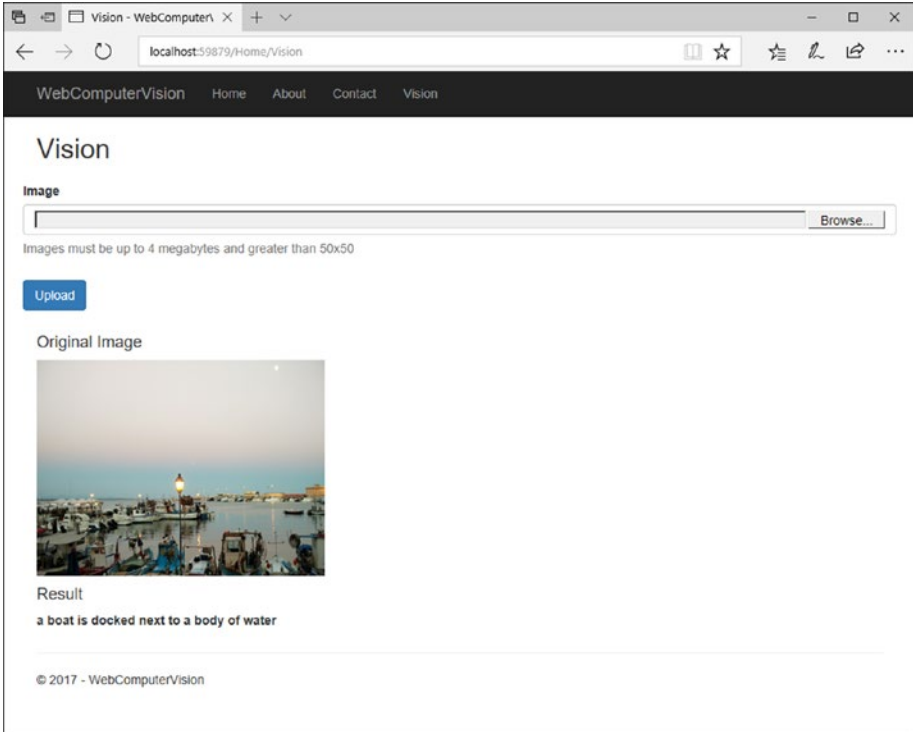 Vision - WebComputerV
localhost:59879/Home/Vision
WebComputerVision Home About Contact Vision
Vision
Image
Browse...
Images must be up to 4 megabytes and greater than 50x50
Upload
Original Image
Result
a boat is docked next to a body of water
© 2017 - WebComputerVision